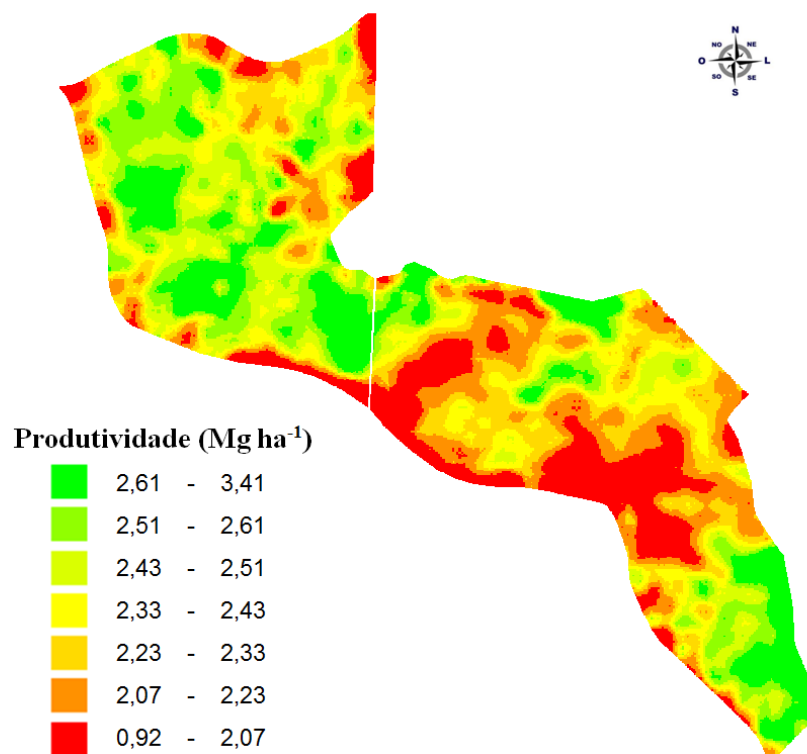 N
NO NE
O L
SO SE
S
Produtividade (Mg ha⁻¹)
2,61 - 3,41
2,51 - 2,61
2,43 - 2,51
2,33 - 2,43
2,23 - 2,33
2,07 - 2,23
0,92 - 2,07